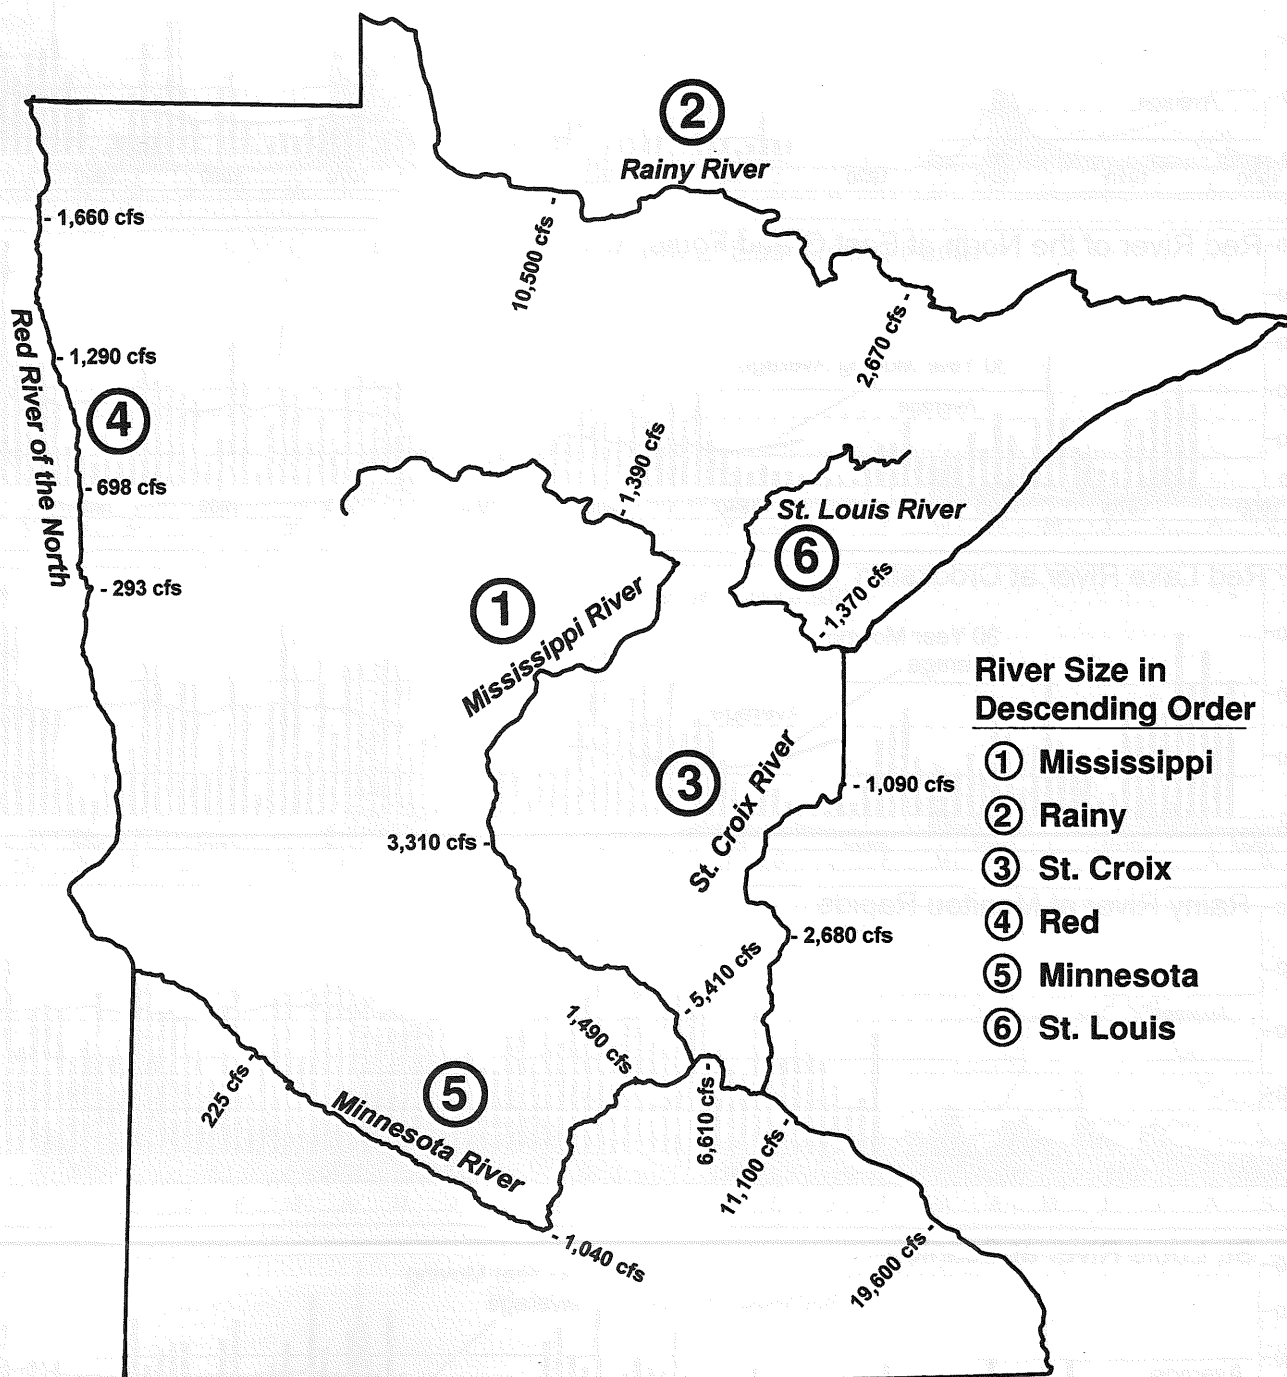 2
Rainy River
- 1,660 cfs
10,500 cfs -
2,670 cfs -
Red River of the North
- 1,290 cfs
4
- 698 cfs
- 293 cfs
- 1,390 cfs
St. Louis River
6
- 1,370 cfs
1
Mississippi River
River Size in
Descending Order
1 Mississippi
2 Rainy
3 St. Croix
4 Red
5 Minnesota
6 St. Louis
3
St. Croix River
- 1,090 cfs
3,310 cfs -
- 2,680 cfs
- 5,410 cfs
1,490 cfs -
225 cfs -
5
Minnesota River
6,610 cfs -
11,100 cfs -
- 1,040 cfs
19,600 cfs -